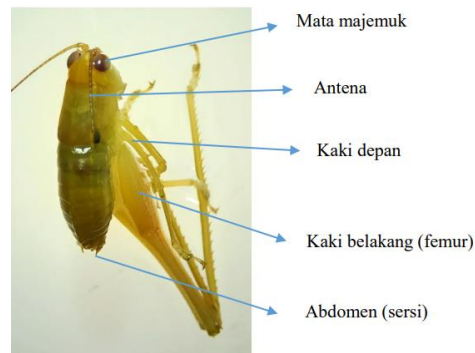 Mata majemuk
Antena
Kaki depan
Kaki belakang (femur)
Abdomen (sersi)